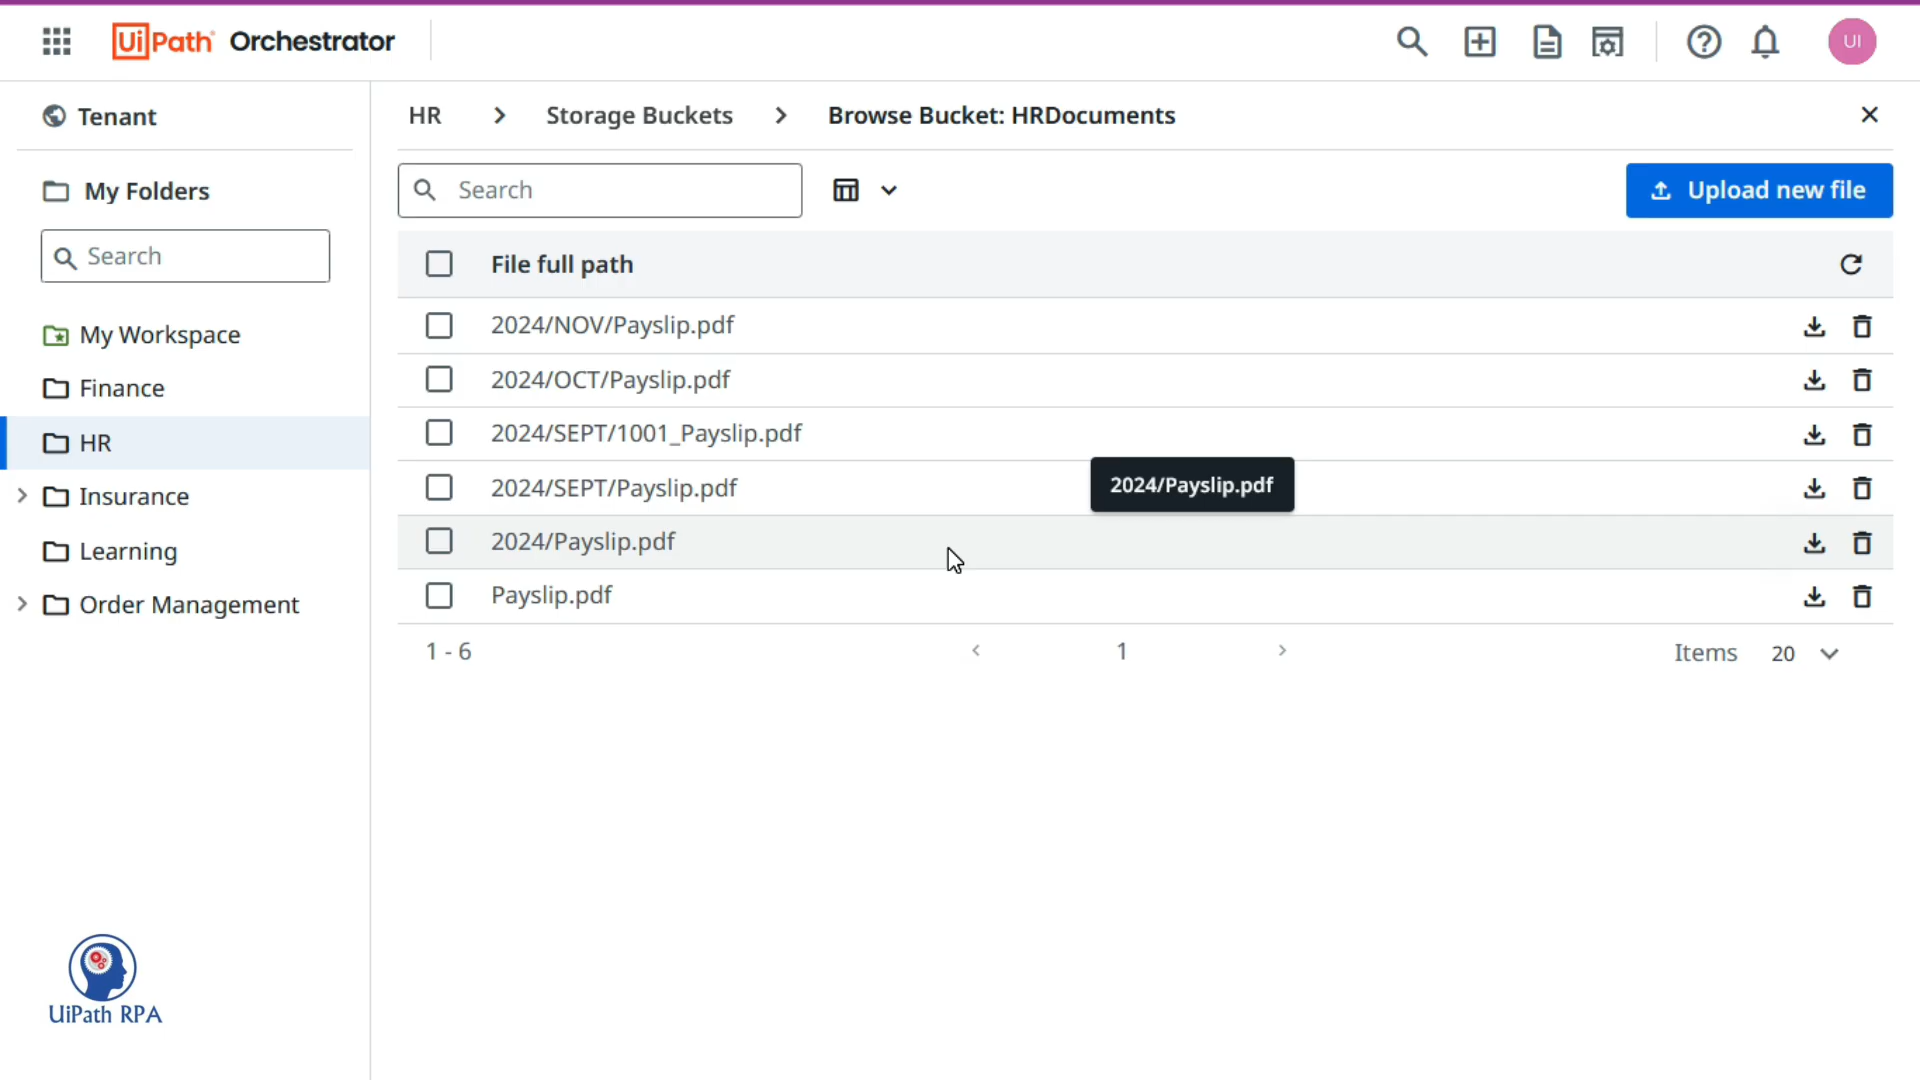 UiPath Orchestrator
UI
Tenant
My Folders
Search
My Workspace
Finance
HR
Insurance
Learning
Order Management
UiPath RPA
HR > Storage Buckets > Browse Bucket: HRDocuments
Search
Upload new file
File full path
2024/NOV/Payslip.pdf
2024/OCT/Payslip.pdf
2024/SEPT/1001_Payslip.pdf
2024/SEPT/Payslip.pdf
2024/Payslip.pdf
2024/Payslip.pdf
Payslip.pdf
1 - 6
1
Items 20